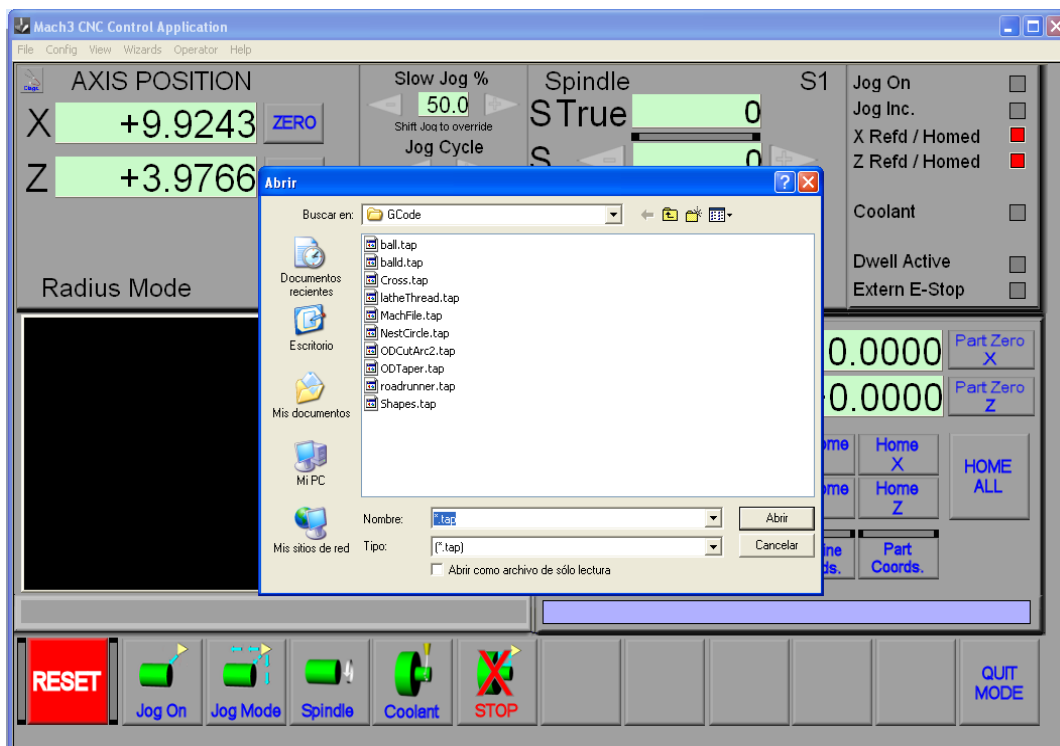 Mach3 CNC Control Application
File Config View Wizards Operator Help
AXIS POSITION
X +9.9243 ZERO
Z +3.9766
Radius Mode
Slow Jog %
50.0
Shift Jog to override
Jog Cycle
Spindle S1
S True 0
S 0
Jog On
Jog Inc.
X Refd / Homed
Z Refd / Homed
Coolant
Dwell Active
Extern E-Stop
Abrir
Buscar en: GCode
Documentos recientes
Escritorio
Mis documentos
Mi PC
Mis sitios de red
ball.tap
balld.tap
Cross.tap
latheThread.tap
MachFile.tap
NestCircle.tap
ODCutArc2.tap
ODTaper.tap
roadrunner.tap
Shapes.tap
Nombre: *.tap Abrir
Tipo: (*.tap) Cancelar
Abrir como archivo de sólo lectura
0.0000 Part Zero X
0.0000 Part Zero Z
Home X
Home Z
HOME ALL
Part Coords.
RESET
Jog On
Jog Mode
Spindle
Coolant
STOP
QUIT MODE